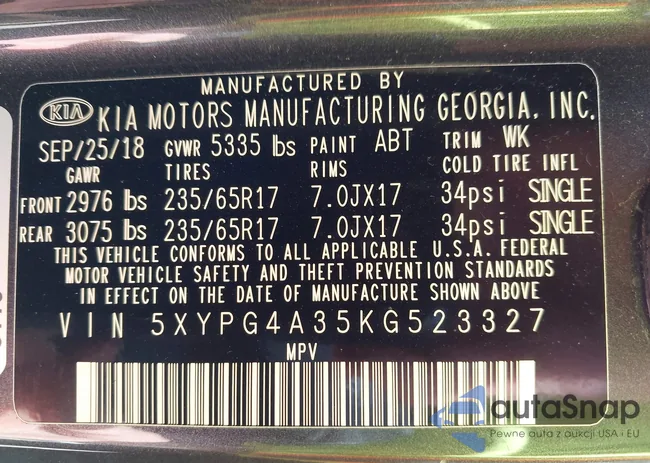 MANUFACTURED BY
KIA KIA MOTORS MANUFACTURING GEORGIA, INC.
SEP/25/18 GVWR 5335 lbs PAINT ABT TRIM WK
GAWR TIRES RIMS COLD TIRE INFL
FRONT 2976 lbs 235/65R17 7.0JX17 34psi SINGLE
REAR 3075 lbs 235/65R17 7.0JX17 34psi SINGLE
THIS VEHICLE CONFORMS TO ALL APPLICABLE U.S.A. FEDERAL
MOTOR VEHICLE SAFETY AND THEFT PREVENTION STANDARDS
IN EFFECT ON THE DATE OF MANUFACTURE SHOWN ABOVE
VIN 5XYPG4A35KG523327
MPV
autaSnap
Pewne auta z aukcji USA i EU